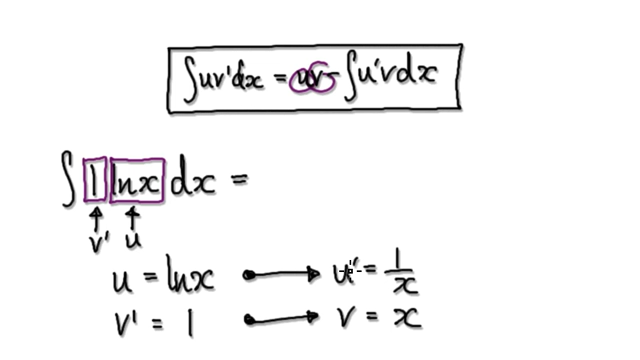 ∫uv'dx = uv - ∫u'vdx
∫ 1 lnx dx =
v' u
u = lnx → u' = 1/x
v' = 1 → v = x